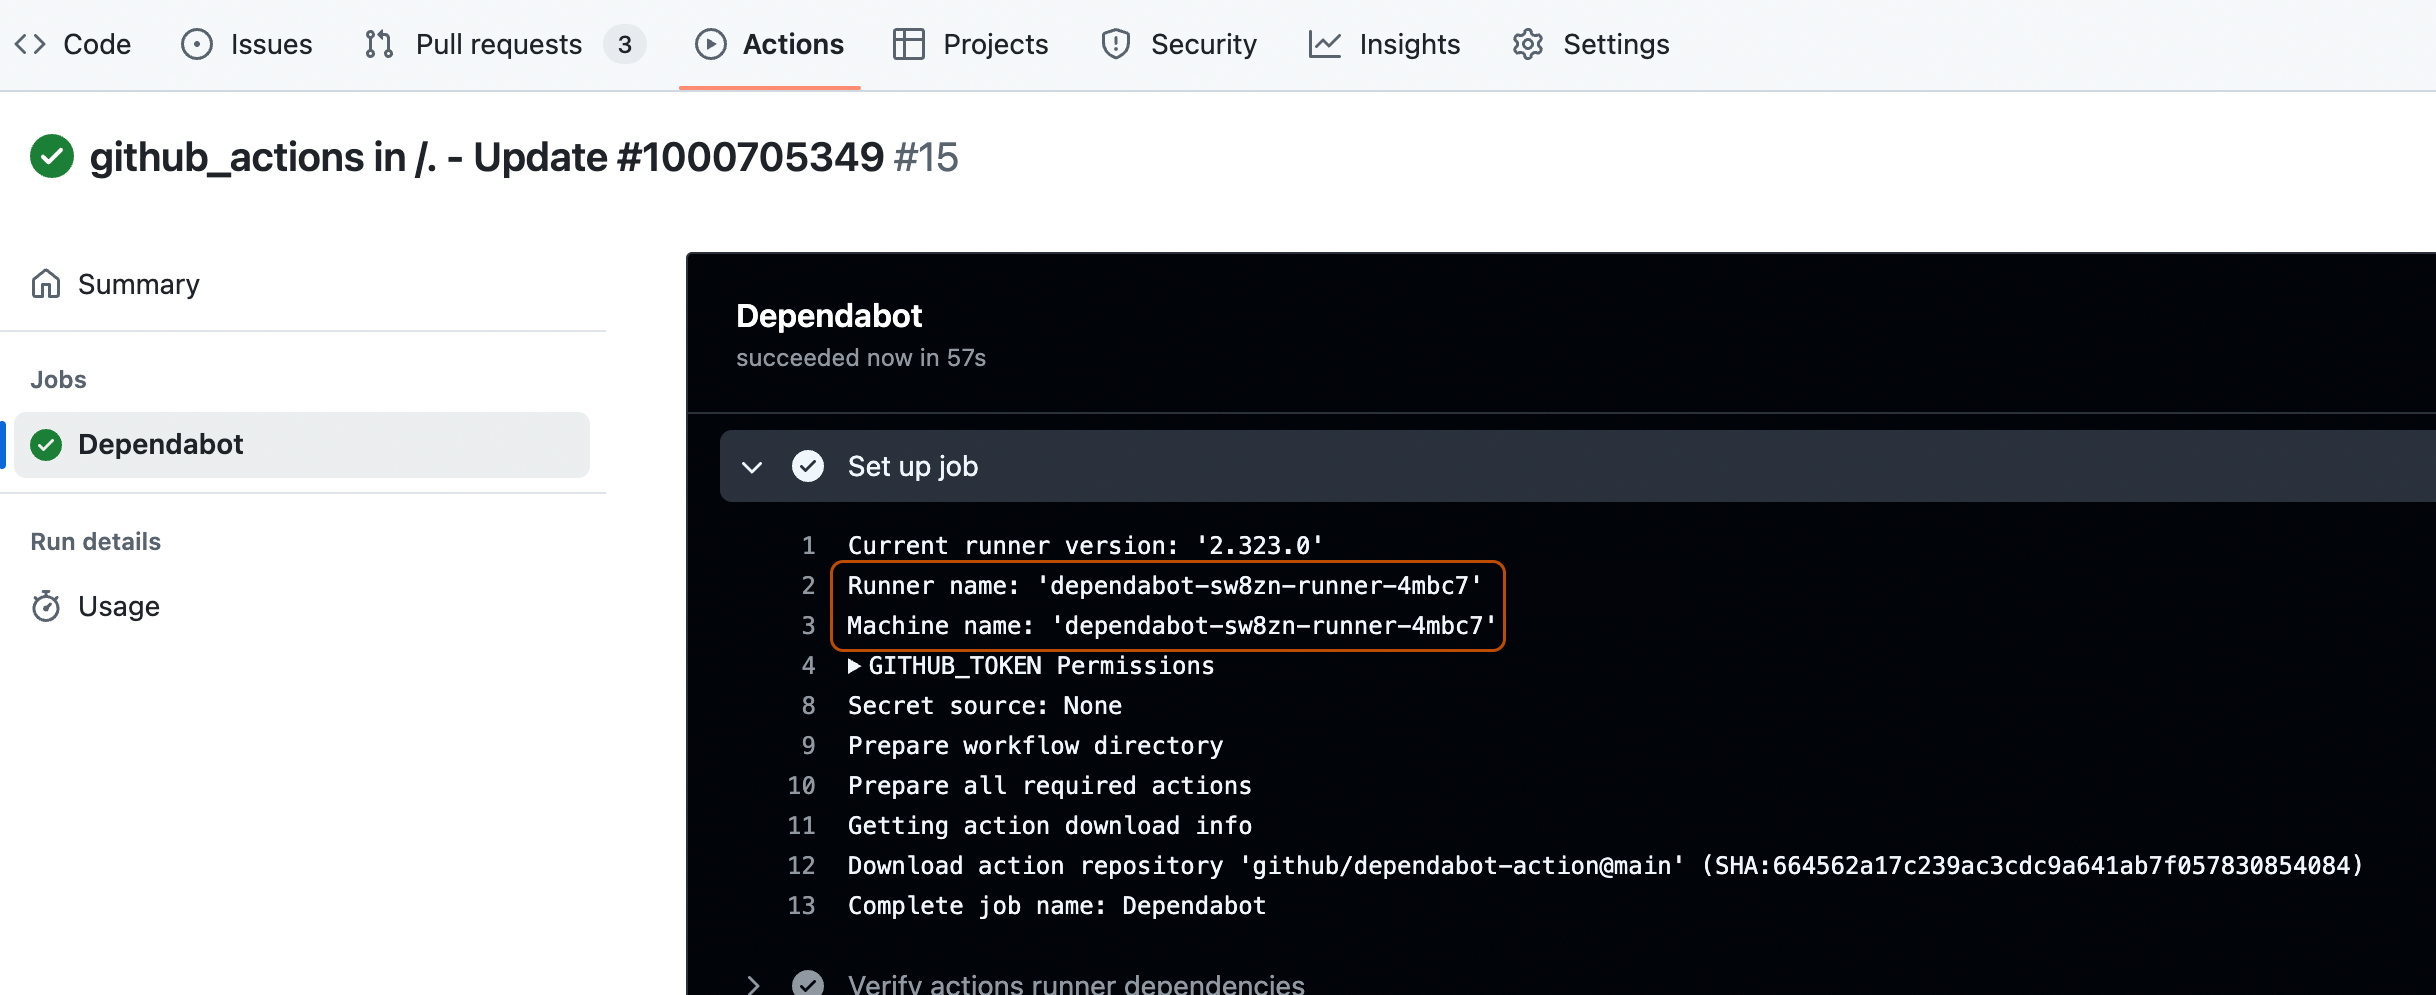 Code Issues Pull requests 3 Actions Projects Security Insights Settings
github_actions in /. - Update #1000705349 #15
Summary
Jobs
Dependabot
Run details
Usage
Dependabot
succeeded now in 57s
Set up job
1 Current runner version: '2.323.0'
2 Runner name: 'dependabot-sw8zn-runner-4mbc7'
3 Machine name: 'dependabot-sw8zn-runner-4mbc7'
4 GITHUB_TOKEN Permissions
8 Secret source: None
9 Prepare workflow directory
10 Prepare all required actions
11 Getting action download info
12 Download action repository 'github/dependabot-action@main' (SHA:664562a17c239ac3cdc9a641ab7f057830854084)
13 Complete job name: Dependabot
Verify actions runner dependencies